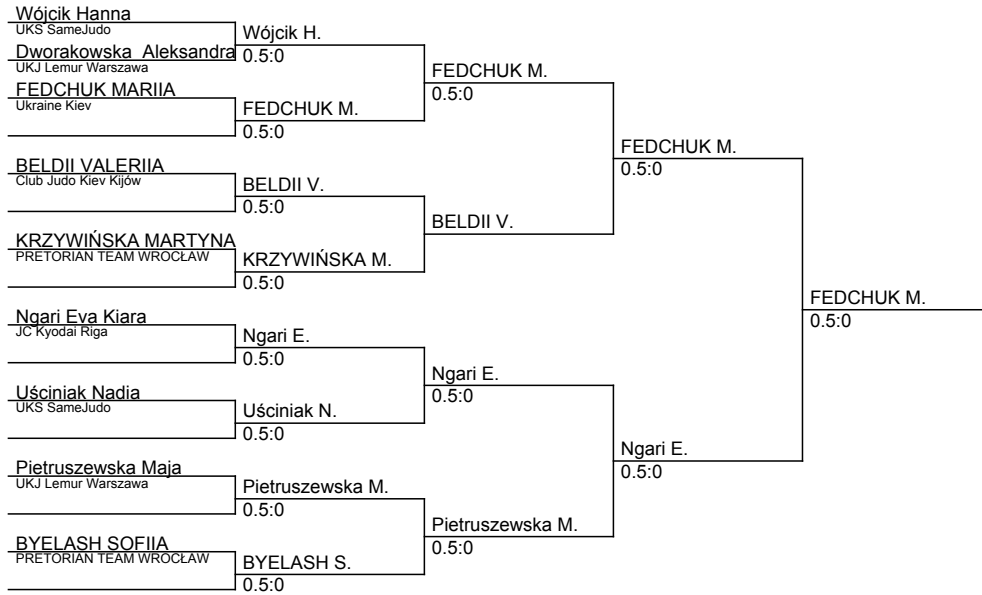 Wójcik Hanna
UKS SameJudo
Dworakowska Aleksandra
UKJ Lemur Warszawa
FEDCHUK MARIIA
Ukraine Kiev
BELDII VALERIIA
Club Judo Kiev Kijów
KRZYWIŃSKA MARTYNA
PRETORIAN TEAM WROCŁAW
Ngari Eva Kiara
JC Kyodai Riga
Uściniak Nadia
UKS SameJudo
Pietruszewska Maja
UKJ Lemur Warszawa
BYELASH SOFIIA
PRETORIAN TEAM WROCŁAW
Wójcik H.
0.5:0
FEDCHUK M.
0.5:0
BELDII V.
0.5:0
KRZYWIŃSKA M.
0.5:0
Ngari E.
0.5:0
Uściniak N.
0.5:0
Pietruszewska M.
0.5:0
BYELASH S.
0.5:0
FEDCHUK M.
0.5:0
BELDII V.
Ngari E.
0.5:0
Pietruszewska M.
0.5:0
FEDCHUK M.
0.5:0
Ngari E.
0.5:0
FEDCHUK M.
0.5:0